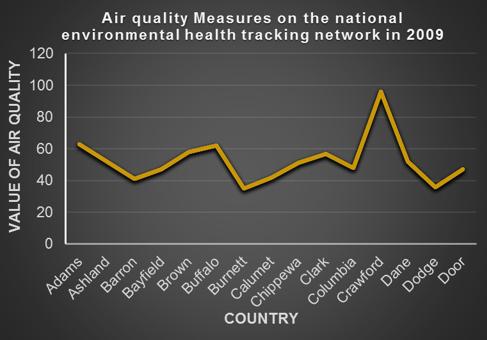 Air quality Measures on the national
environmental health tracking network in 2009
VALUE OF AIR QUALITY
120
100
80
60
40
20
0
Adams
Ashland
Barron
Bayfield
Brown
Buffalo
Burnett
Calumet
Chippewa
Clark
Columbia
Crawford
Dane
Dodge
Door
COUNTRY